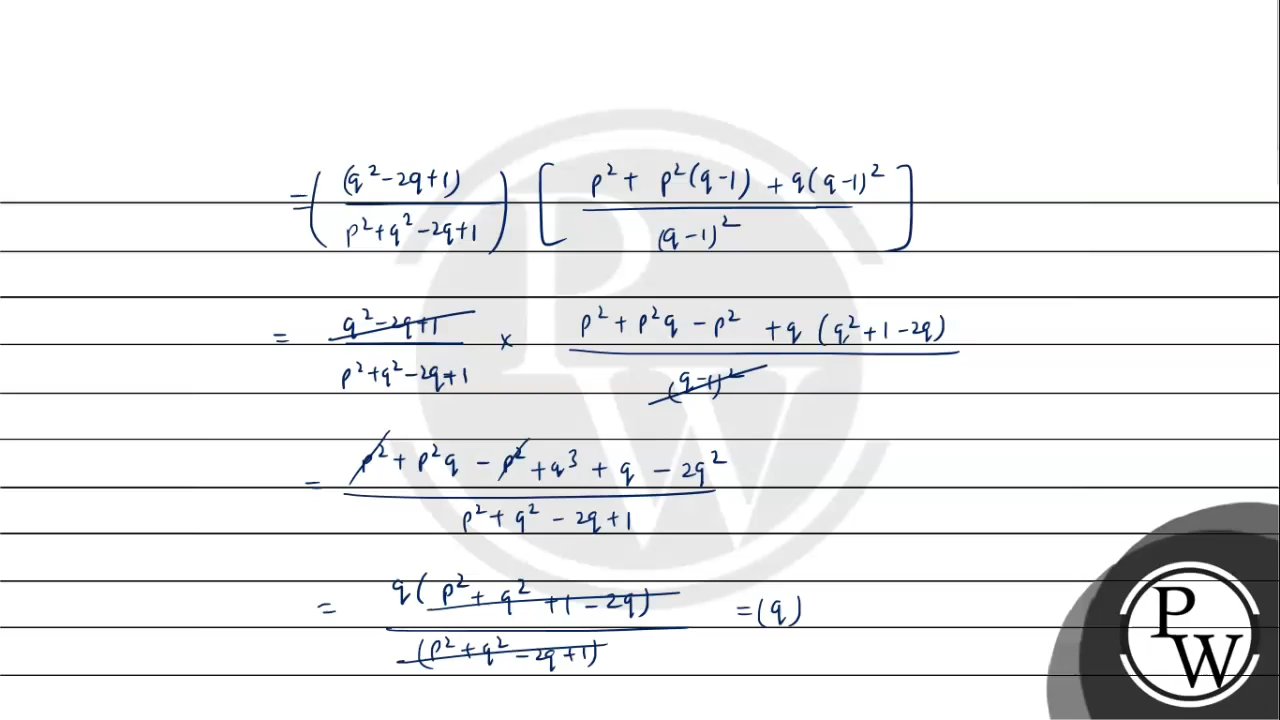 = ( (q² - 2q + 1) / p² + q² - 2q + 1 ) [ p² + p²(q - 1) + q(q - 1)² / (q - 1)² ]
= q² - 2q + 1 / p² + q² - 2q + 1 × p² + p²q - p² + q (q² + 1 - 2q) / (q - 1)²
= p² + p²q - p² + q³ + q - 2q² / p² + q² - 2q + 1
= q(p² + q² + 1 - 2q) / (p² + q² - 2q + 1) = (q)
PW
PW